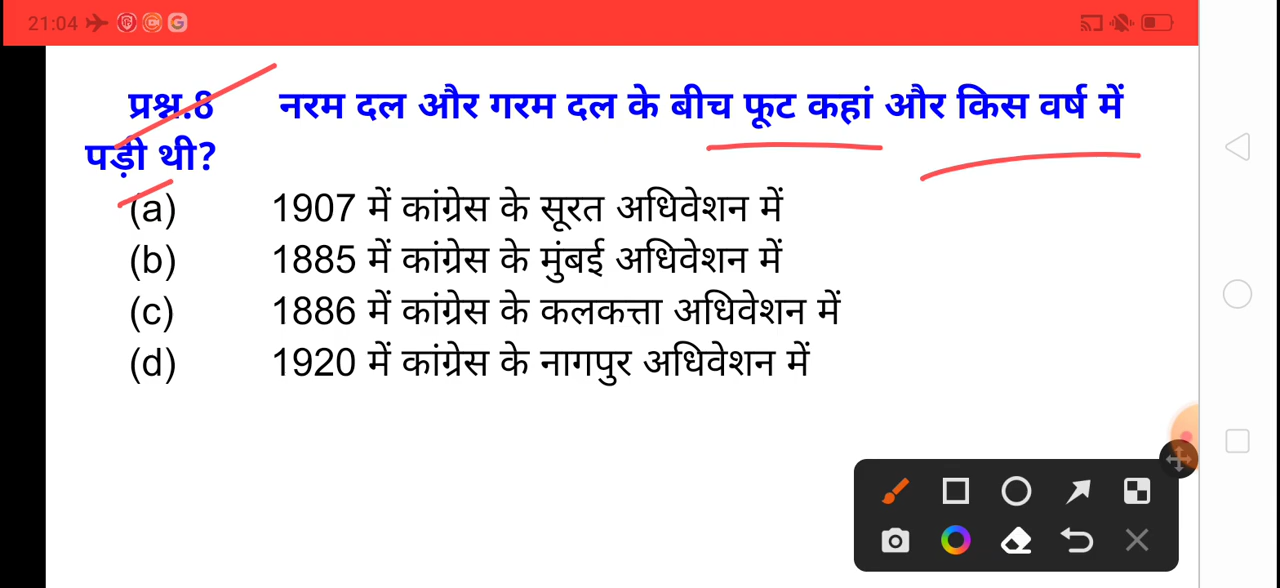 21:04
प्रश्न.8 नरम दल और गरम दल के बीच फूट कहां और किस वर्ष में
पड़ी थी?
(a) 1907 में कांग्रेस के सूरत अधिवेशन में
(b) 1885 में कांग्रेस के मुंबई अधिवेशन में
(c) 1886 में कांग्रेस के कलकत्ता अधिवेशन में
(d) 1920 में कांग्रेस के नागपुर अधिवेशन में